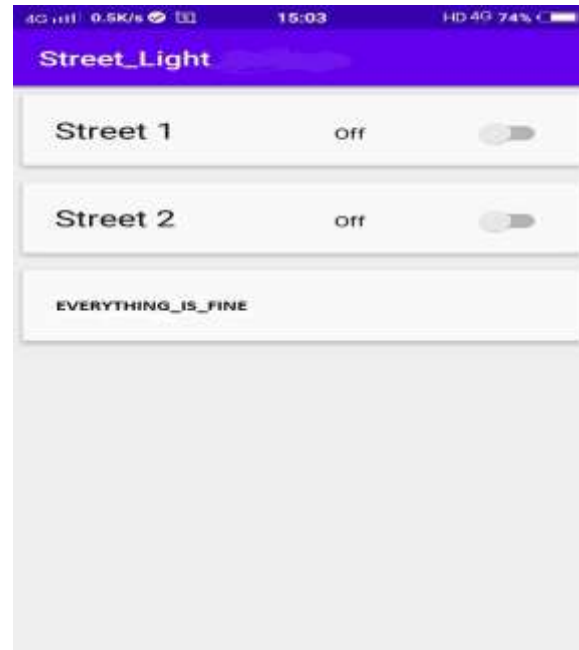 4G 0.5K/s 15:03 HD 4G 74%
Street_Light
Street 1 Off
Street 2 Off
EVERYTHING_IS_FINE